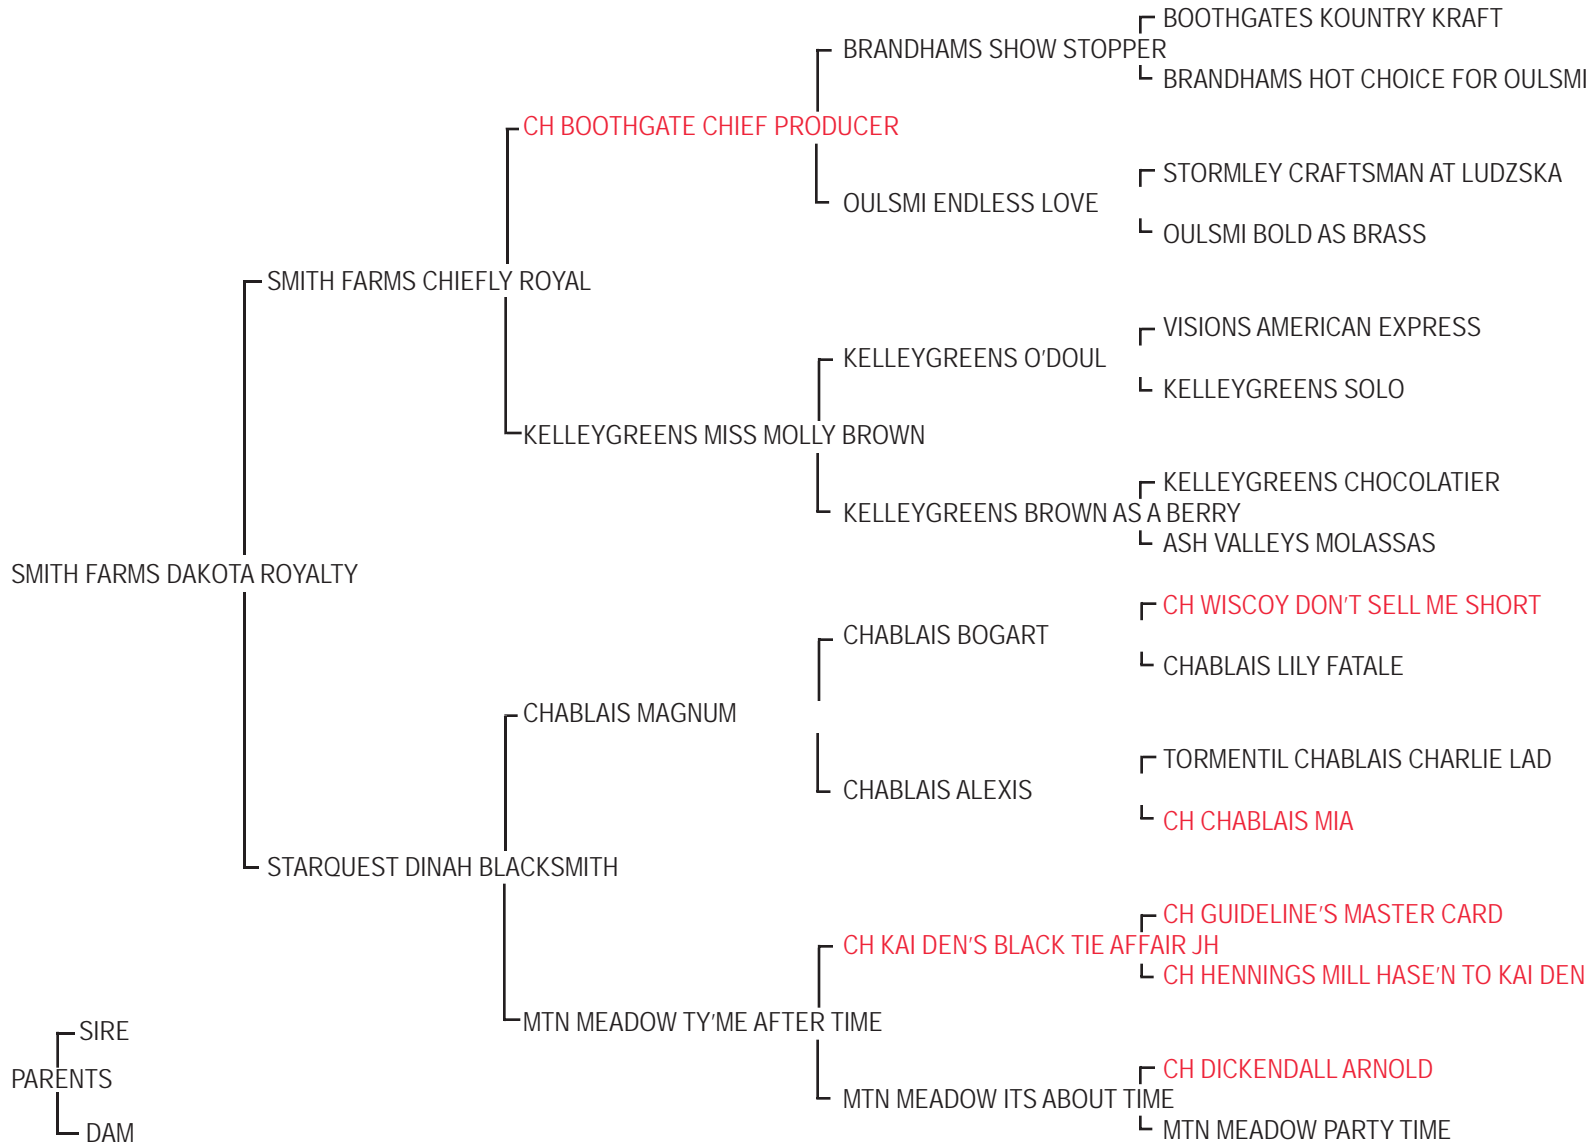 BOOTHGATES KOUNTRY KRAFT
BRANDHAMS SHOW STOPPER
BRANDHAMS HOT CHOICE FOR OULSMI
CH BOOTHGATE CHIEF PRODUCER
STORMLEY CRAFTSMAN AT LUDZSKA
OULSMI ENDLESS LOVE
OULSMI BOLD AS BRASS
SMITH FARMS CHIEFLY ROYAL
VISIONS AMERICAN EXPRESS
KELLEYGREENS O'DOUL
KELLEYGREENS SOLO
KELLEYGREENS MISS MOLLY BROWN
KELLEYGREENS CHOCOLATIER
KELLEYGREENS BROWN AS A BERRY
ASH VALLEYS MOLASSAS
SMITH FARMS DAKOTA ROYALTY
CH WISCOY DON'T SELL ME SHORT
CHABLAIS BOGART
CHABLAIS LILY FATALE
CHABLAIS MAGNUM
TORMENTIL CHABLAIS CHARLIE LAD
CHABLAIS ALEXIS
CH CHABLAIS MIA
STARQUEST DINAH BLACKSMITH
CH GUIDELINE'S MASTER CARD
CH KAI DEN'S BLACK TIE AFFAIR JH
CH HENNINGS MILL HASE'N TO KAI DEN
MTN MEADOW TY'ME AFTER TIME
CH DICKENDALL ARNOLD
MTN MEADOW ITS ABOUT TIME
MTN MEADOW PARTY TIME
SIRE
PARENTS
DAM